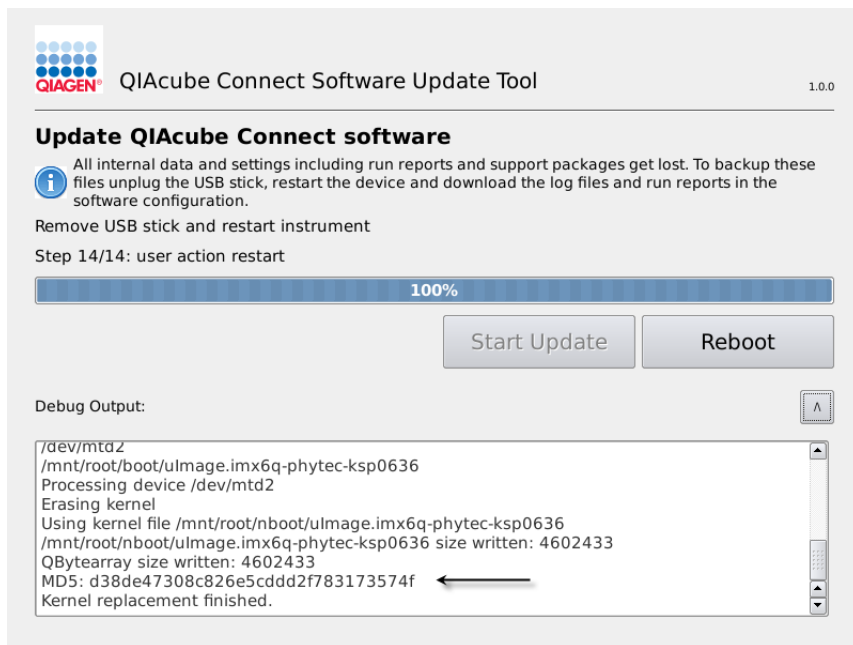 QIAGEN®
QIAcube Connect Software Update Tool
1.0.0
Update QIAcube Connect software
All internal data and settings including run reports and support packages get lost. To backup these
files unplug the USB stick, restart the device and download the log files and run reports in the
software configuration.
Remove USB stick and restart instrument
Step 14/14: user action restart
100%
Start Update
Reboot
Debug Output:
/dev/mtd2
/mnt/root/boot/uImage.imx6q-phytec-ksp0636
Processing device /dev/mtd2
Erasing kernel
Using kernel file /mnt/root/nboot/uImage.imx6q-phytec-ksp0636
/mnt/root/nboot/uImage.imx6q-phytec-ksp0636 size written: 4602433
QBytearray size written: 4602433
MD5: d38de47308c826e5cddd2f783173574f
Kernel replacement finished.